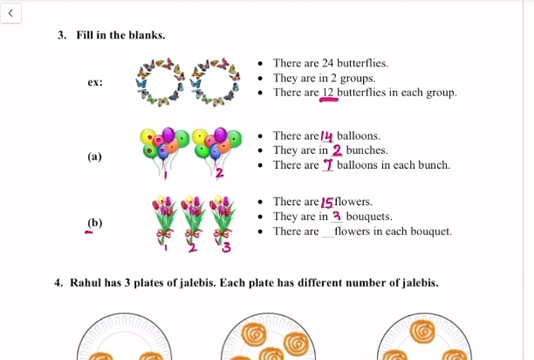 3. Fill in the blanks.
ex:
There are 24 butterflies.
They are in 2 groups.
There are 12 butterflies in each group.
(a)
1 2
There are 14 balloons.
They are in 2 bunches.
There are 7 balloons in each bunch.
(b)
1 2 3
There are 15 flowers.
They are in 3 bouquets.
There are __flowers in each bouquet.
4. Rahul has 3 plates of jalebis. Each plate has different number of jalebis.